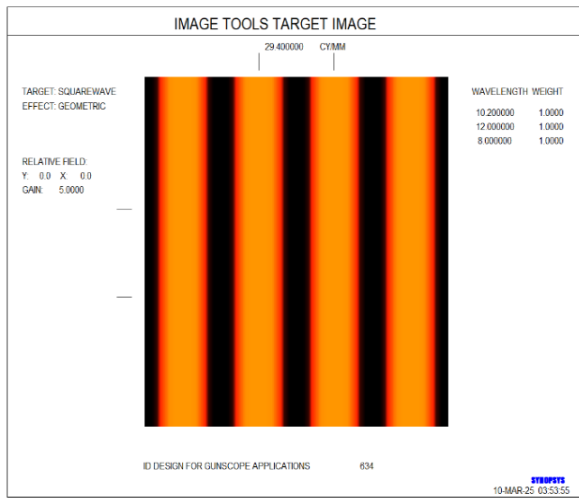 IMAGE TOOLS TARGET IMAGE
29.400000 CY/MM
TARGET: SQUAREWAVE
EFFECT: GEOMETRIC
WAVELENGTH WEIGHT
10.200000 1.0000
12.000000 1.0000
8.000000 1.0000
RELATIVE FIELD:
Y: 0.0 X: 0.0
GAIN: 5.0000
ID DESIGN FOR GUNSCOPE APPLICATIONS 634
SYNOPSYS
10-MAR-25 03:53:55